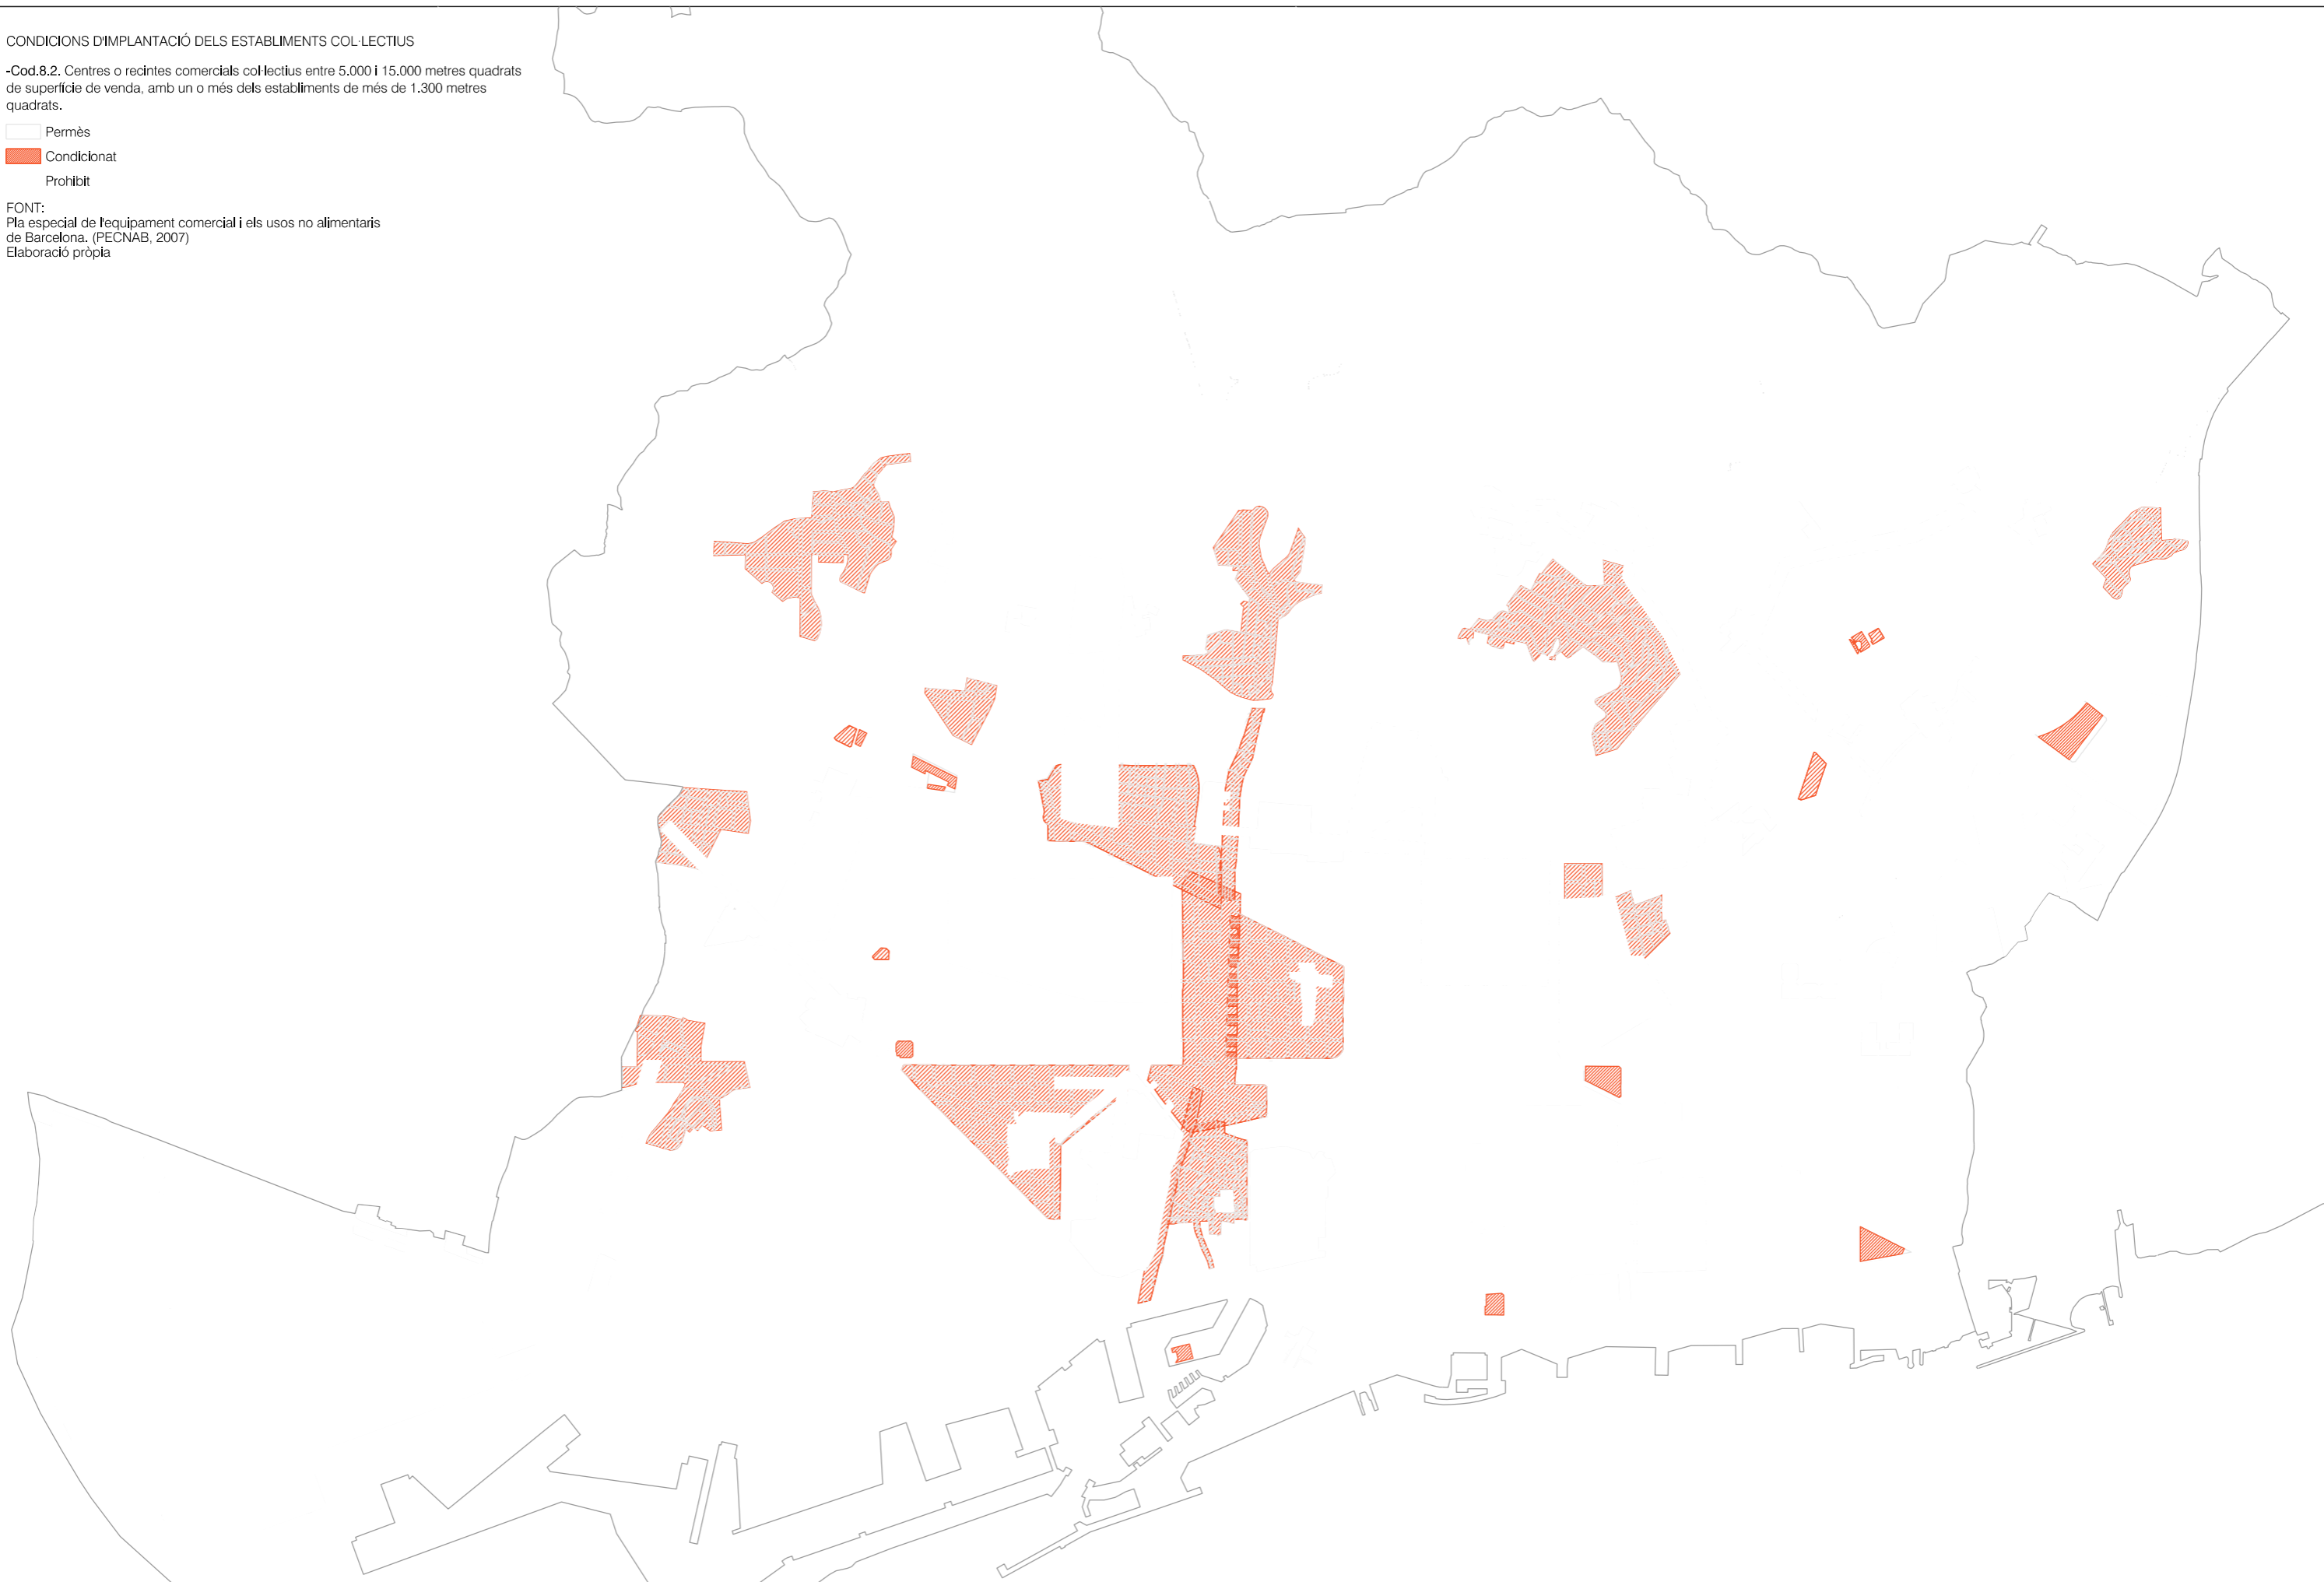 CONDICIONS D'IMPLANTACIÓ DELS ESTABLIMENTS COL·LECTIUS
-Cod.8.2. Centres o recintes comercials col·lectius entre 5.000 i 15.000 metres quadrats
de superfície de venda, amb un o més dels establiments de més de 1.300 metres
quadrats.
Permès
Condicionat
Prohibit
FONT:
Pla especial de l'equipament comercial i els usos no alimentaris
de Barcelona. (PECNAB, 2007)
Elaboració pròpia